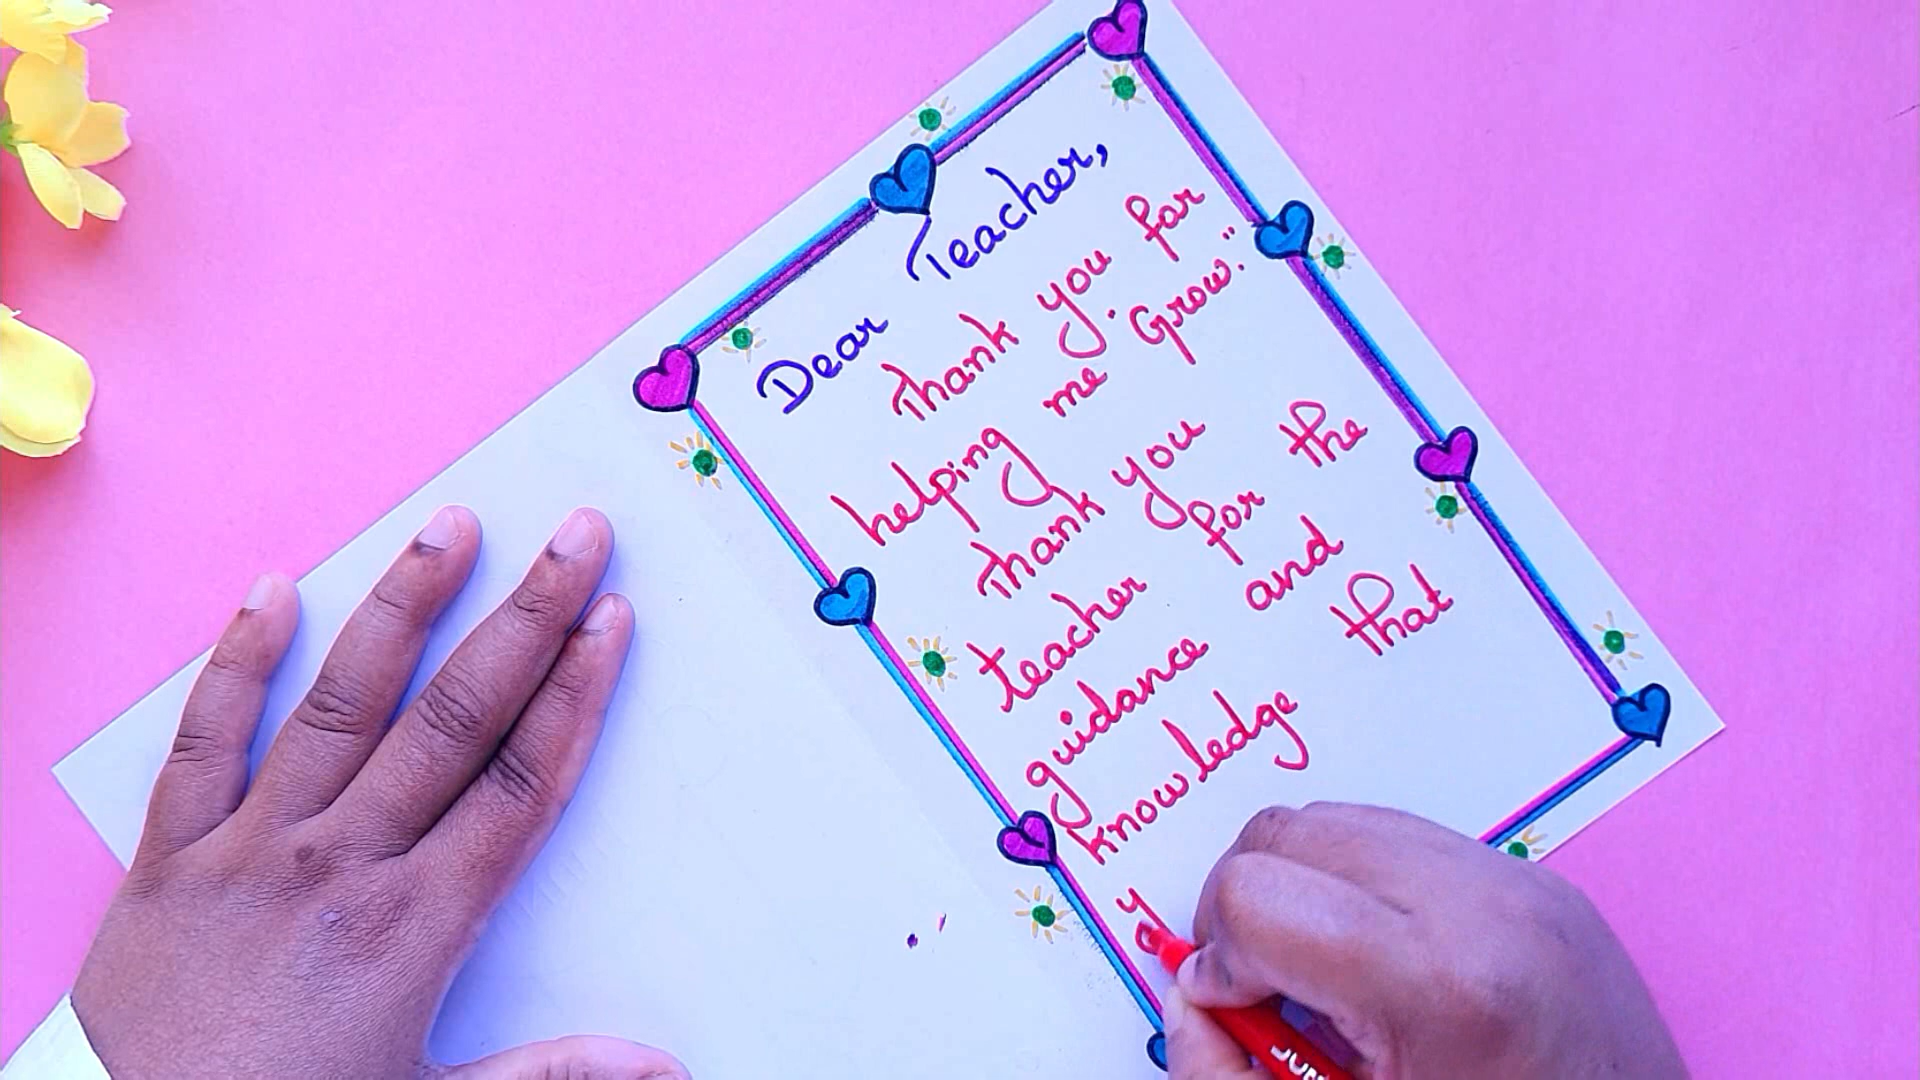 Dear Teacher,
Thank you for
helping me "Grow."
Thank you
teacher for the
guidance and
knowledge that
y